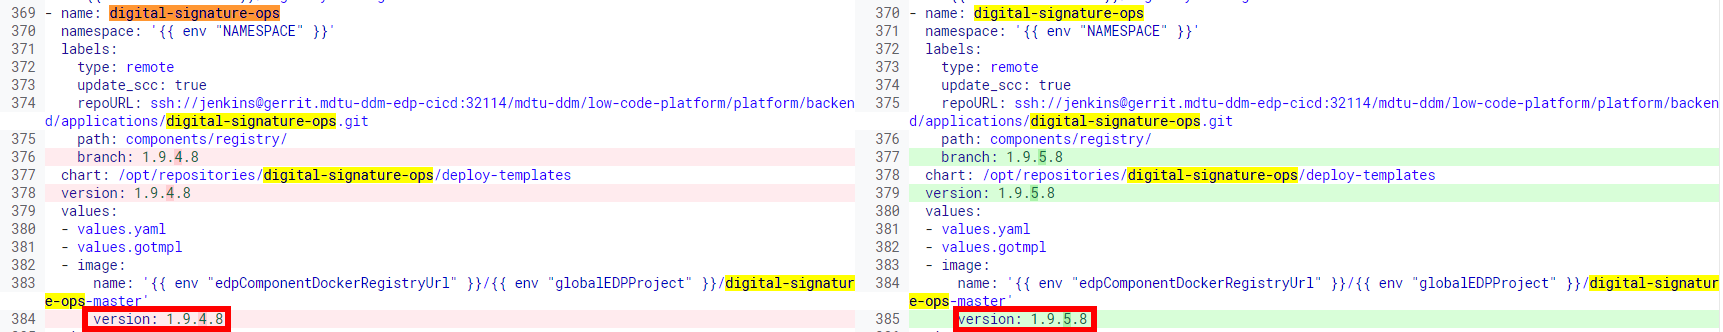 369 - name: digital-signature-ops
370 namespace: '{{ env "NAMESPACE" }}'
371 labels:
372 type: remote
373 update_scc: true
374 repoURL: ssh://jenkins@gerrit.mdtu-ddm-edp-cicd:32114/mdtu-ddm/low-code-platform/platform/backen
d/applications/digital-signature-ops.git
375 path: components/registry/
376 branch: 1.9.4.8
377 chart: /opt/repositories/digital-signature-ops/deploy-templates
378 version: 1.9.4.8
379 values:
380 - values.yaml
381 - values.gotmpl
382 - image:
383 name: '{{ env "edpComponentDockerRegistryUrl" }}/{{ env "globalEDPProject" }}/digital-signatur
e-ops-master'
384 version: 1.9.4.8
370 - name: digital-signature-ops
371 namespace: '{{ env "NAMESPACE" }}'
372 labels:
373 type: remote
374 update_scc: true
375 repoURL: ssh://jenkins@gerrit.mdtu-ddm-edp-cicd:32114/mdtu-ddm/low-code-platform/platform/backen
d/applications/digital-signature-ops.git
376 path: components/registry/
377 branch: 1.9.5.8
378 chart: /opt/repositories/digital-signature-ops/deploy-templates
379 version: 1.9.5.8
380 values:
381 - values.yaml
382 - values.gotmpl
383 - image:
384 name: '{{ env "edpComponentDockerRegistryUrl" }}/{{ env "globalEDPProject" }}/digital-signatur
e-ops-master'
385 version: 1.9.5.8